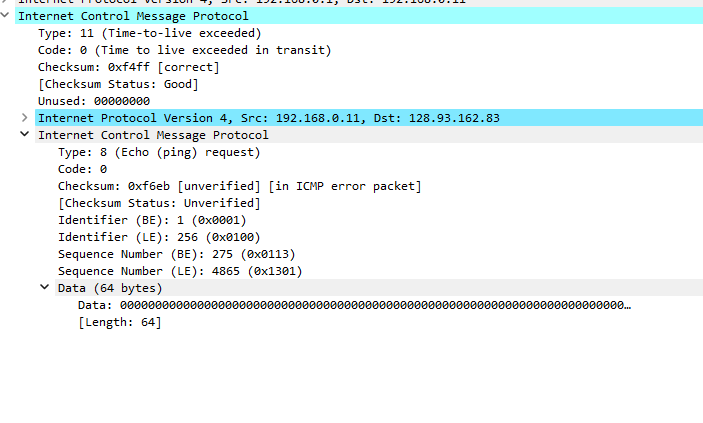 Internet Protocol Version 4, Src: 192.168.0.1, Dst: 192.168.0.11
Internet Control Message Protocol
Type: 11 (Time-to-live exceeded)
Code: 0 (Time to live exceeded in transit)
Checksum: 0xf4ff [correct]
[Checksum Status: Good]
Unused: 00000000
Internet Protocol Version 4, Src: 192.168.0.11, Dst: 128.93.162.83
Internet Control Message Protocol
Type: 8 (Echo (ping) request)
Code: 0
Checksum: 0xf6eb [unverified] [in ICMP error packet]
[Checksum Status: Unverified]
Identifier (BE): 1 (0x0001)
Identifier (LE): 256 (0x0100)
Sequence Number (BE): 275 (0x0113)
Sequence Number (LE): 4865 (0x1301)
Data (64 bytes)
Data: 000000000000000000000000000000000000000000000000000000000000000000000000…
[Length: 64]